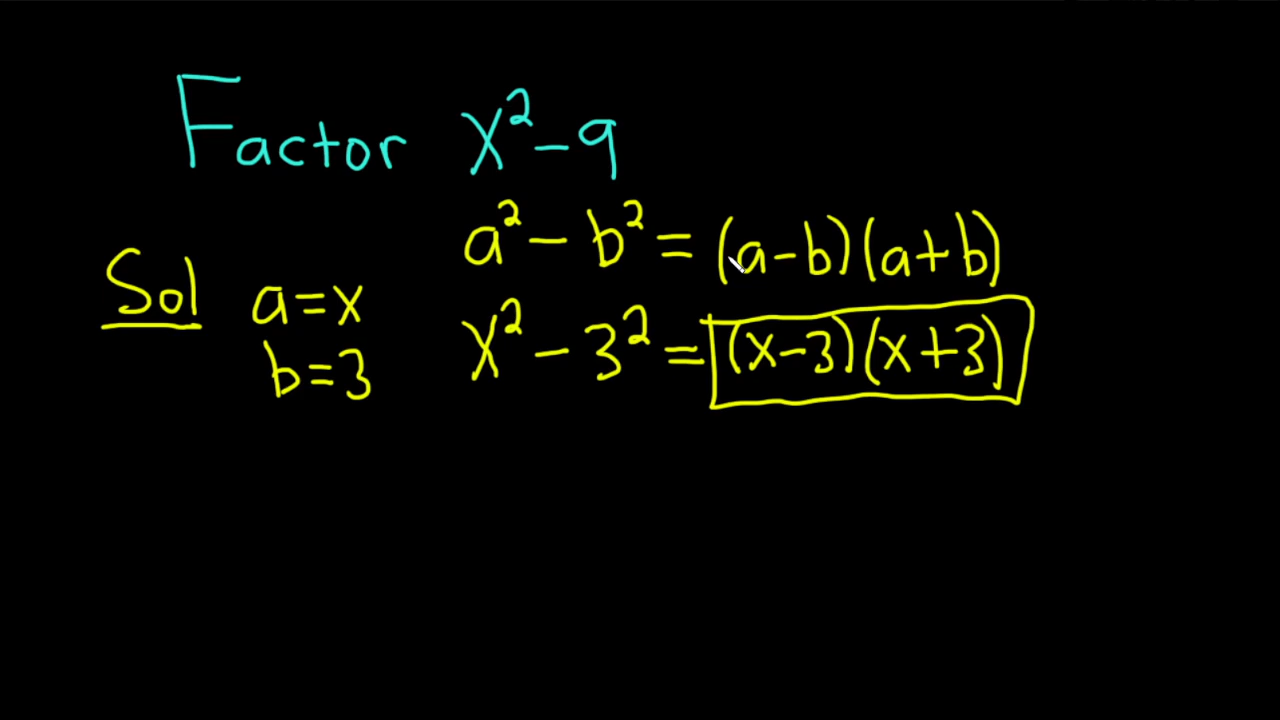 Factor x²-9
a² - b² = (a-b)(a+b)
Sol a=x
x² - 3² = (x-3)(x+3)
b=3